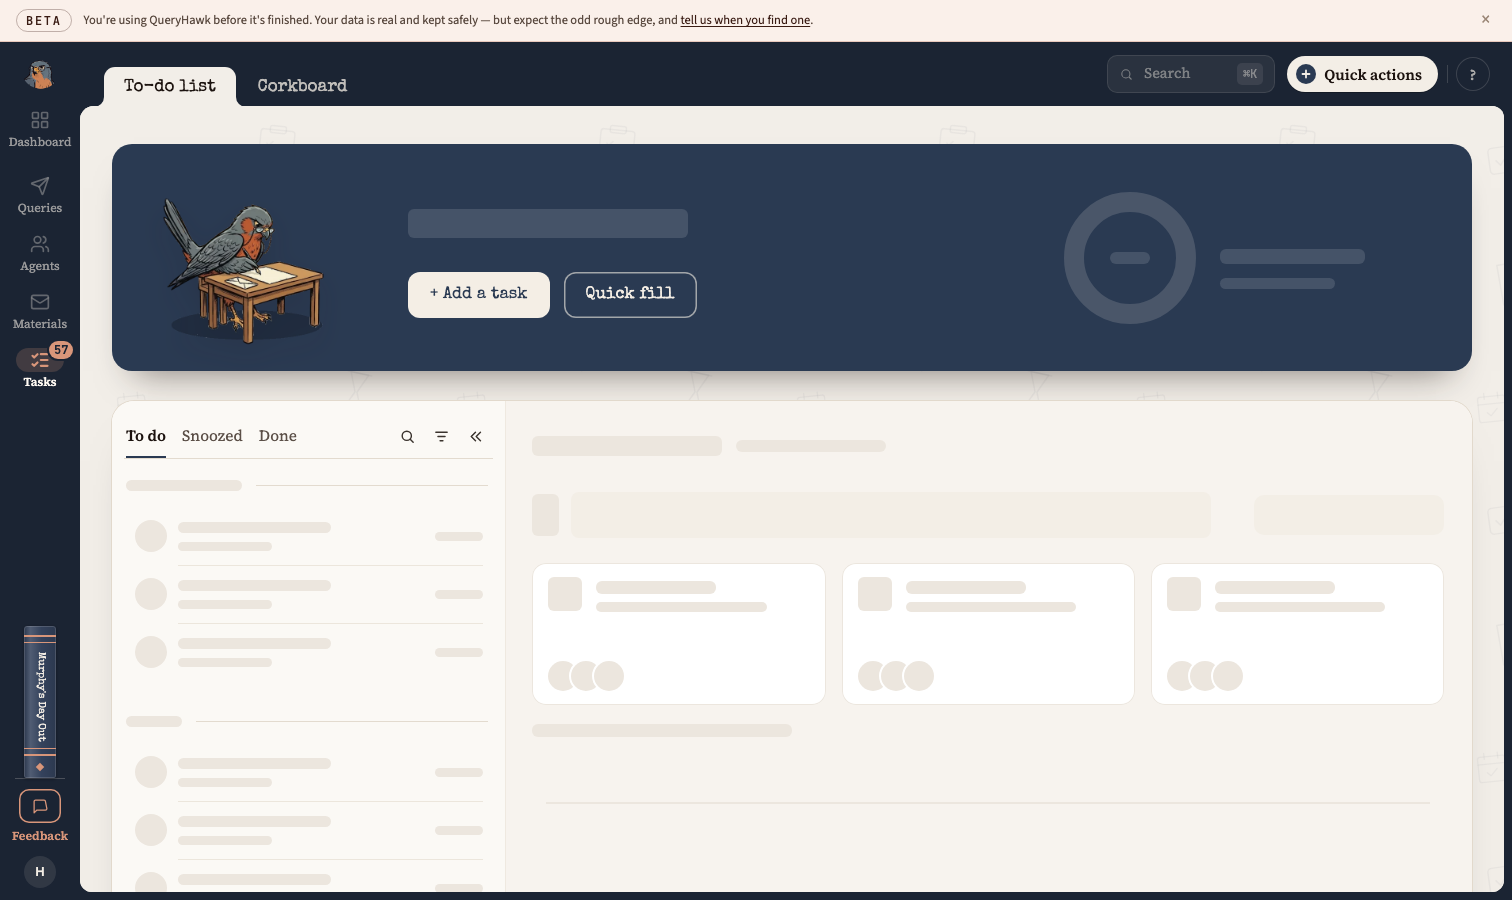 BETA You're using QueryHawk before it's finished. Your data is real and kept safely — but expect the odd rough edge, and tell us when you find one. ×
To-do list Corkboard Search ⌘K + Quick actions ?
Dashboard
Queries
Agents
Materials
57
Tasks
+ Add a task Quick fill
To do Snoozed Done
Murphy's Day Out
Feedback
H